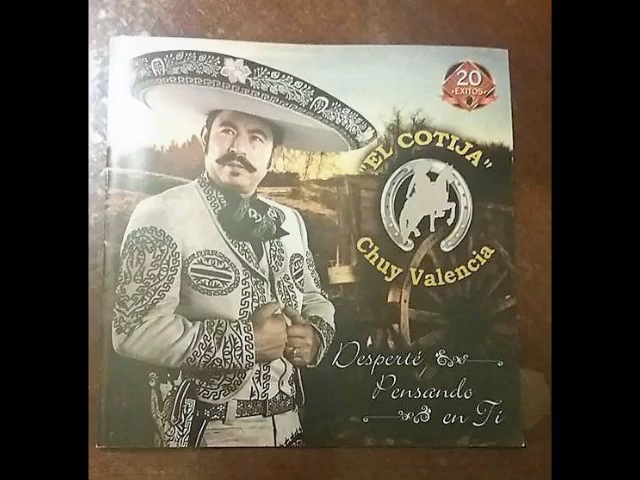 20
EXITOS
"EL COTIJA"
Chuy Valencia
Desperté
Pensando
en Ti